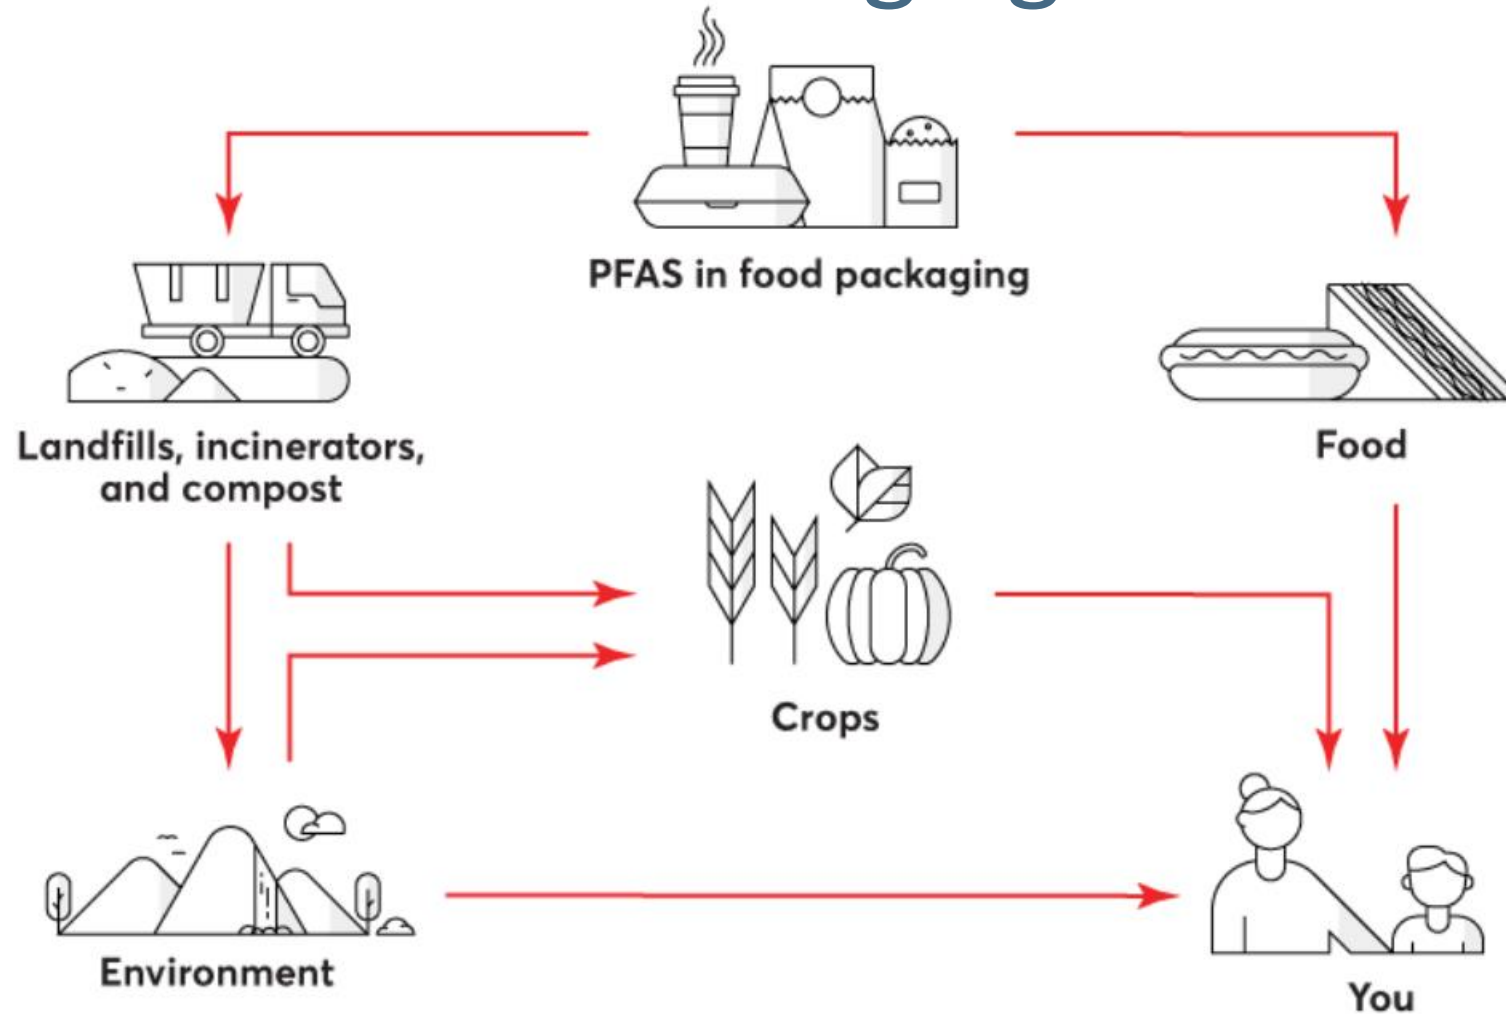 PFAS in food packaging
Landfills, incinerators,
and compost
Food
Crops
Environment
You